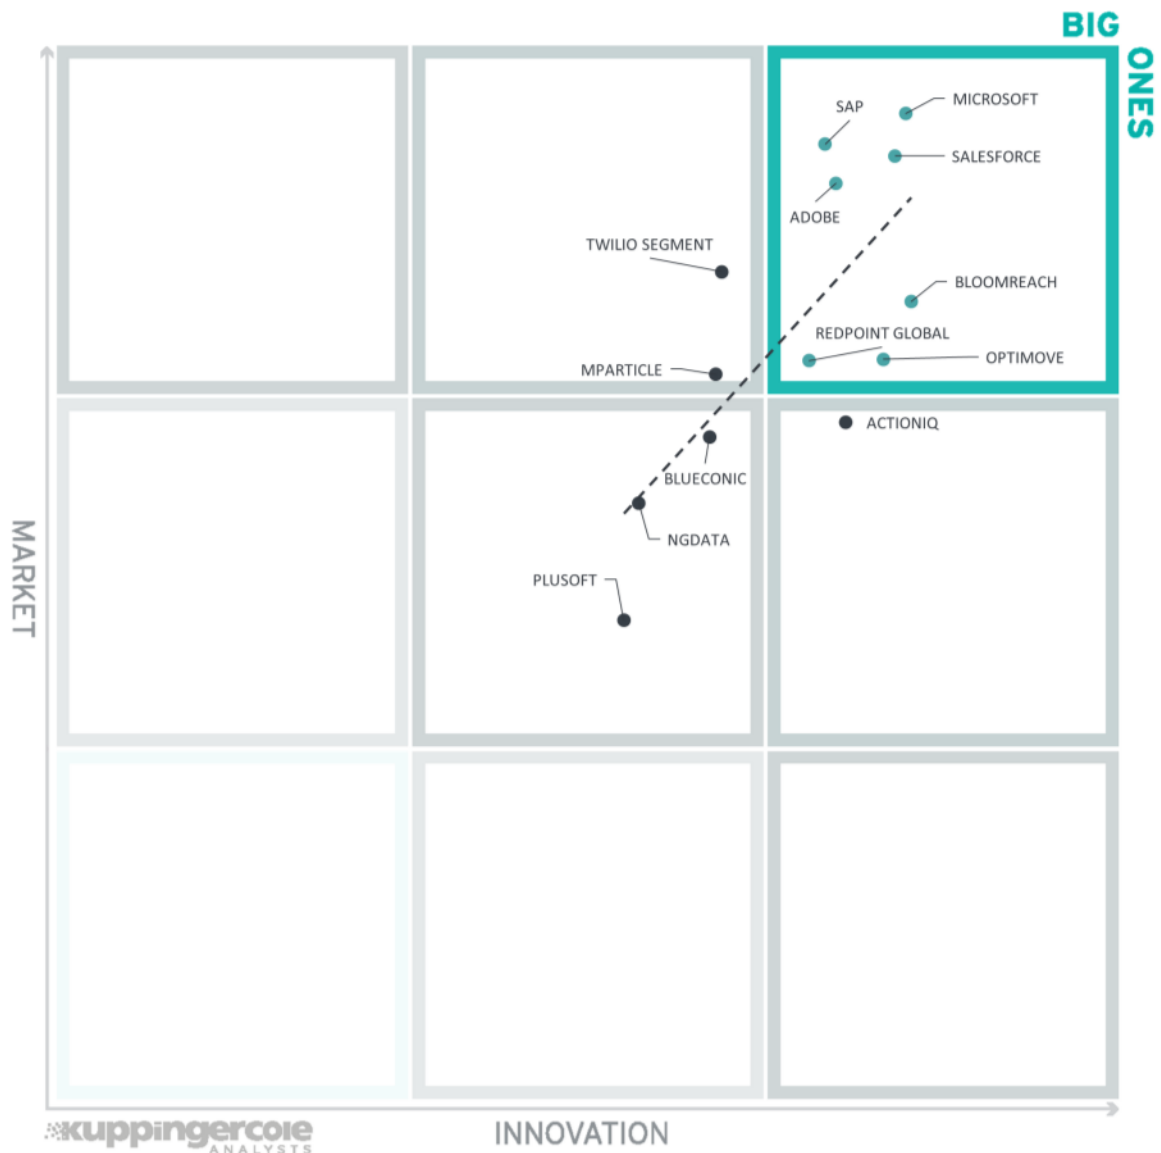 BIG
ONES
MICROSOFT
SAP
SALESFORCE
ADOBE
TWILIO SEGMENT
BLOOMREACH
REDPOINT GLOBAL
OPTIMOVE
MPARTICLE
ACTIONIQ
BLUECONIC
NGDATA
PLUSOFT
MARKET
INNOVATION
kuppingercole
ANALYSTS